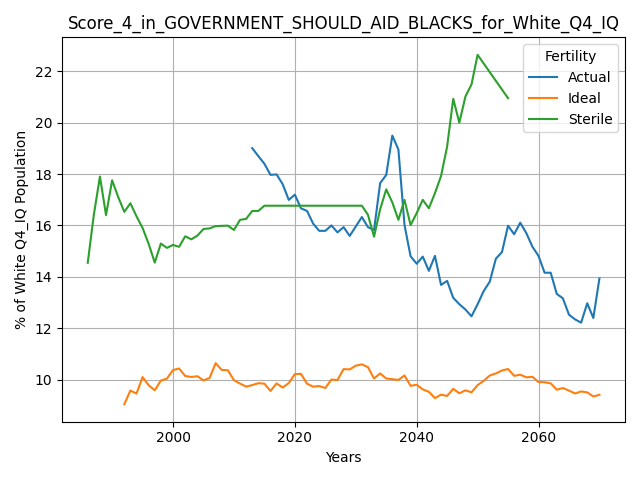 Score_4_in_GOVERNMENT_SHOULD_AID_BLACKS_for_White_Q4_IQ
% of White Q4_IQ Population
22
20
18
16
14
12
10
Fertility
Actual
Ideal
Sterile
2000
2020
2040
2060
Years